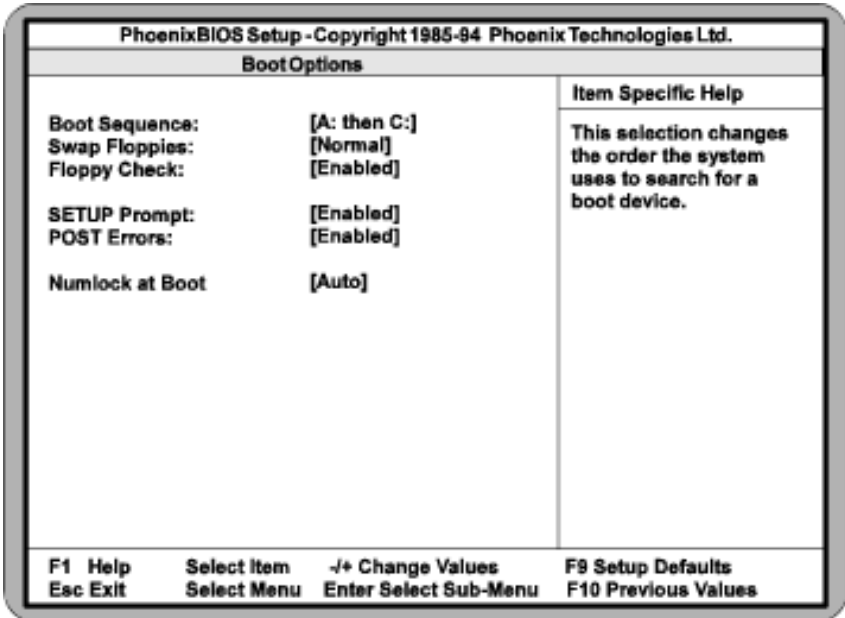 PhoenixBIOS Setup - Copyright 1985-94 Phoenix Technologies Ltd.
Boot Options
Item Specific Help
Boot Sequence: [A: then C:]
Swap Floppies: [Normal]
Floppy Check: [Enabled]
SETUP Prompt: [Enabled]
POST Errors: [Enabled]
Numlock at Boot [Auto]
This selection changes
the order the system
uses to search for a
boot device.
F1 Help Select Item -/+ Change Values F9 Setup Defaults
Esc Exit Select Menu Enter Select Sub-Menu F10 Previous Values